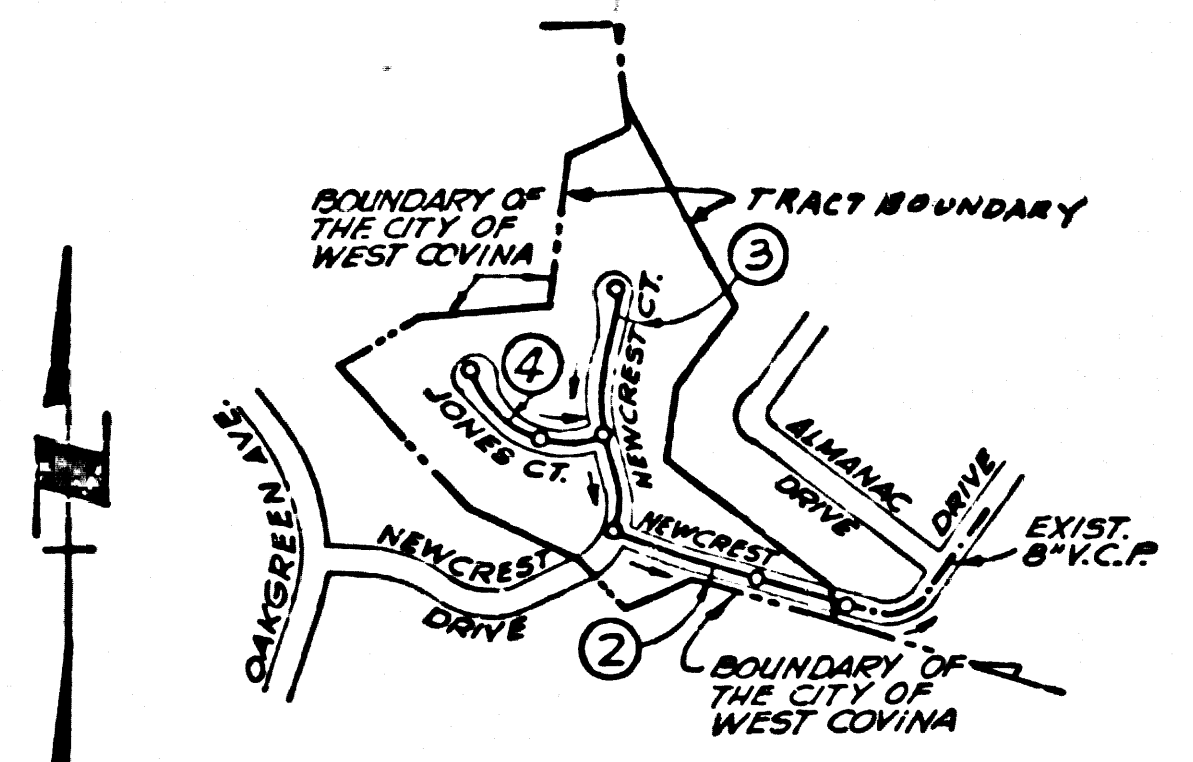 BOUNDARY OF
THE CITY OF
WEST COVINA
TRACT BOUNDARY
3
NEWCREST CT.
4
JONES CT.
OAKGREEN AVE.
NEWCREST
DRIVE
NEWCREST
DRIVE
ALMANAC
DRIVE
EXIST.
8" V.C.P.
2
BOUNDARY OF
THE CITY OF
WEST COVINA
N